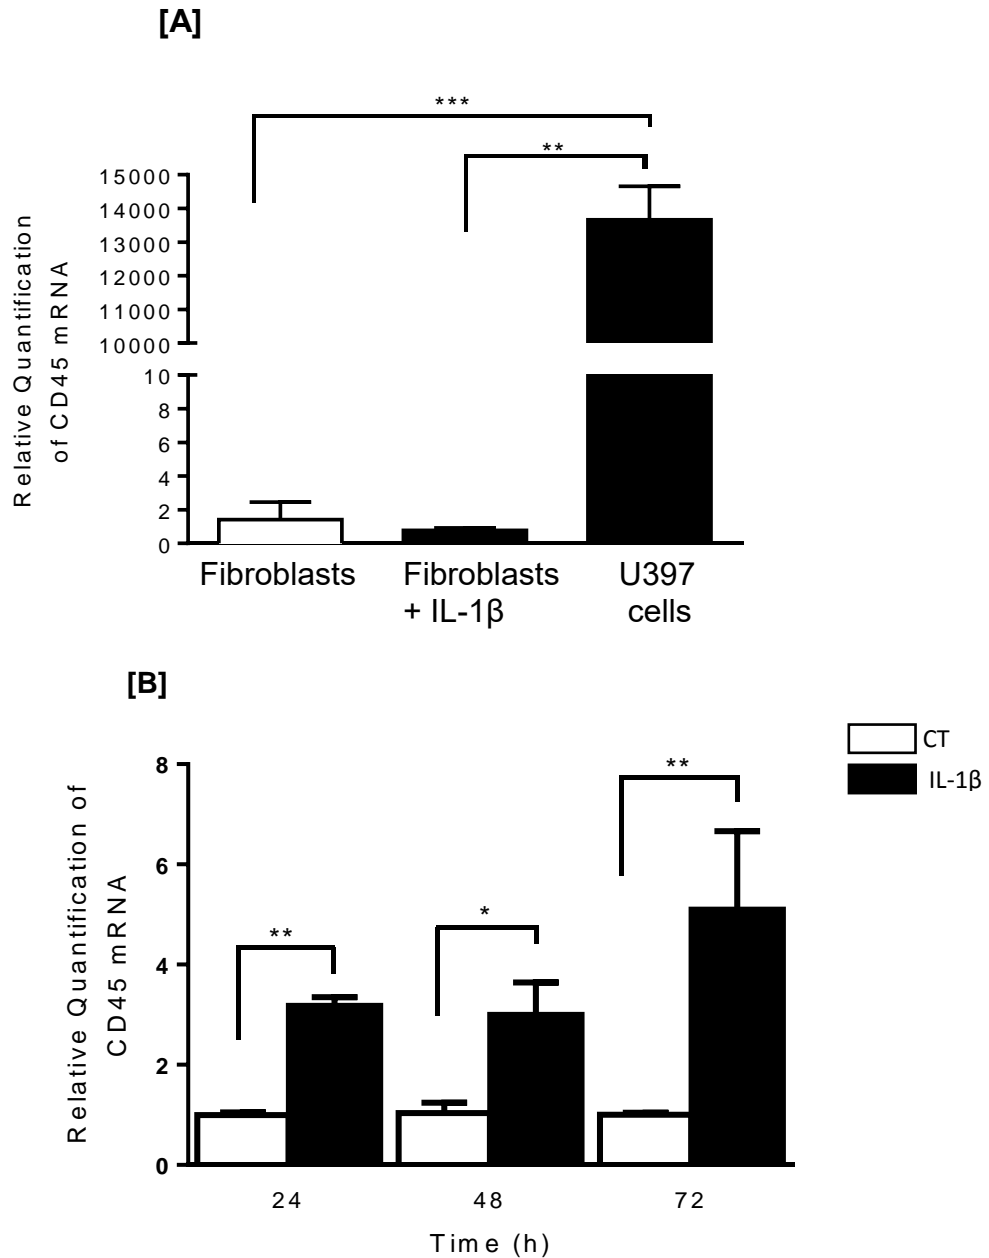 [A]
***
**
15000
14000
13000
12000
11000
10000
10
8
6
4
2
0
Relative Quantification
of CD45 mRNA
Fibroblasts
Fibroblasts
+ IL-1β
U397
cells
[B]
CT
IL-1β
8
6
4
2
0
Relative Quantification of
CD45 mRNA
**
*
**
24
48
72
Time (h)